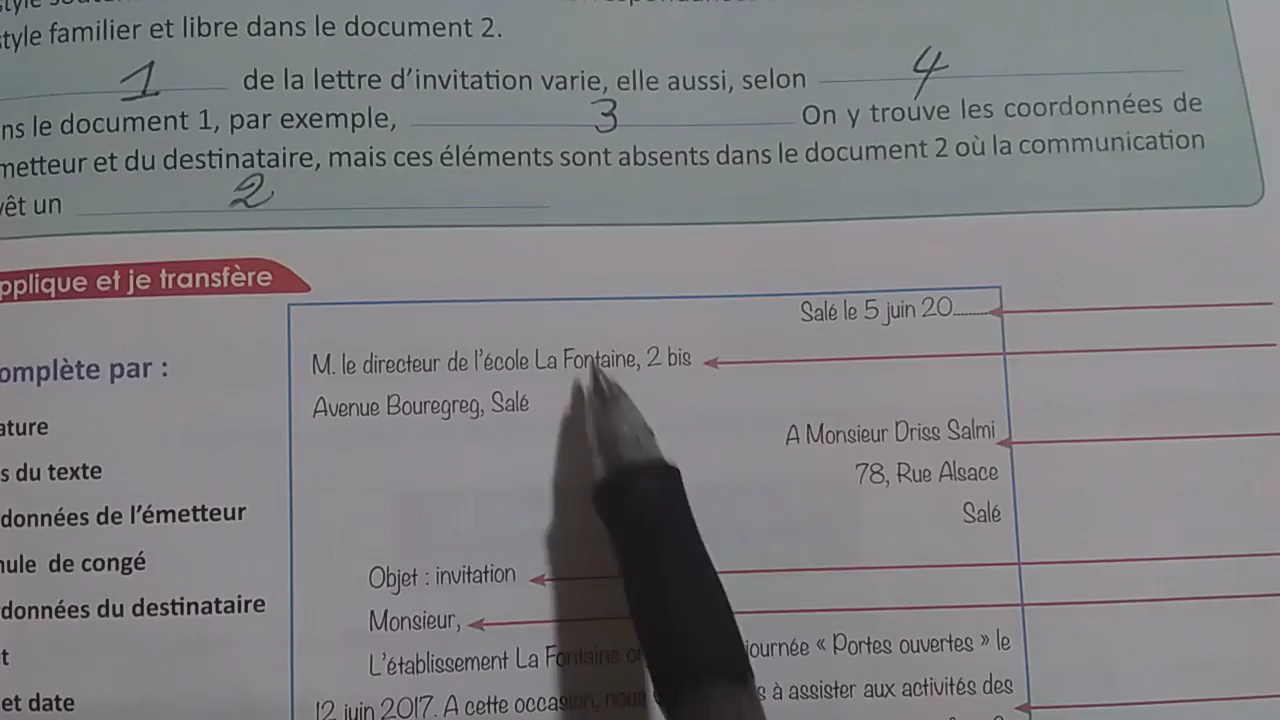 tyle familier et libre dans le document 2.
1 de la lettre d'invitation varie, elle aussi, selon 4
ns le document 1, par exemple, 3 On y trouve les coordonnées de
metteur et du destinataire, mais ces éléments sont absents dans le document 2 où la communication
vêt un 2
pplique et je transfère
Salé le 5 juin 20..........
omplète par :
M. le directeur de l'école La Fontaine, 2 bis
Avenue Bouregreg, Salé
ature
A Monsieur Driss Salmi
s du texte
78, Rue Alsace
données de l'émetteur
Salé
nule de congé
Objet : invitation
données du destinataire
Monsieur,
t
L'établissement La Fontaine journée « Portes ouvertes » le
et date
12 juin 2017. A cette occasion, nous s à assister aux activités des